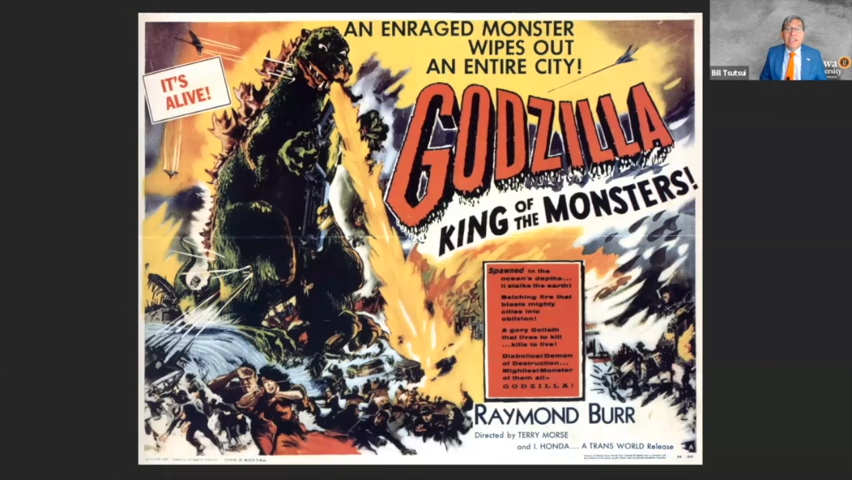 AN ENRAGED MONSTER
WIPES OUT
AN ENTIRE CITY!
IT'S
ALIVE!
GODZILLA
KING OF THE MONSTERS!
Spawned in the
ocean's depths...
it stalks the earth!
Belching fire that
blasts mighty
cities into
oblivion!
A gory Goliath
that lives to kill
...kills to live!
Diabolical Demon
of Destruction...
Mightiest Monster
of them all-
GODZILLA!
RAYMOND BURR
Directed by TERRY MORSE
and I. HONDA... A TRANS WORLD Release
Bill Tsutsui